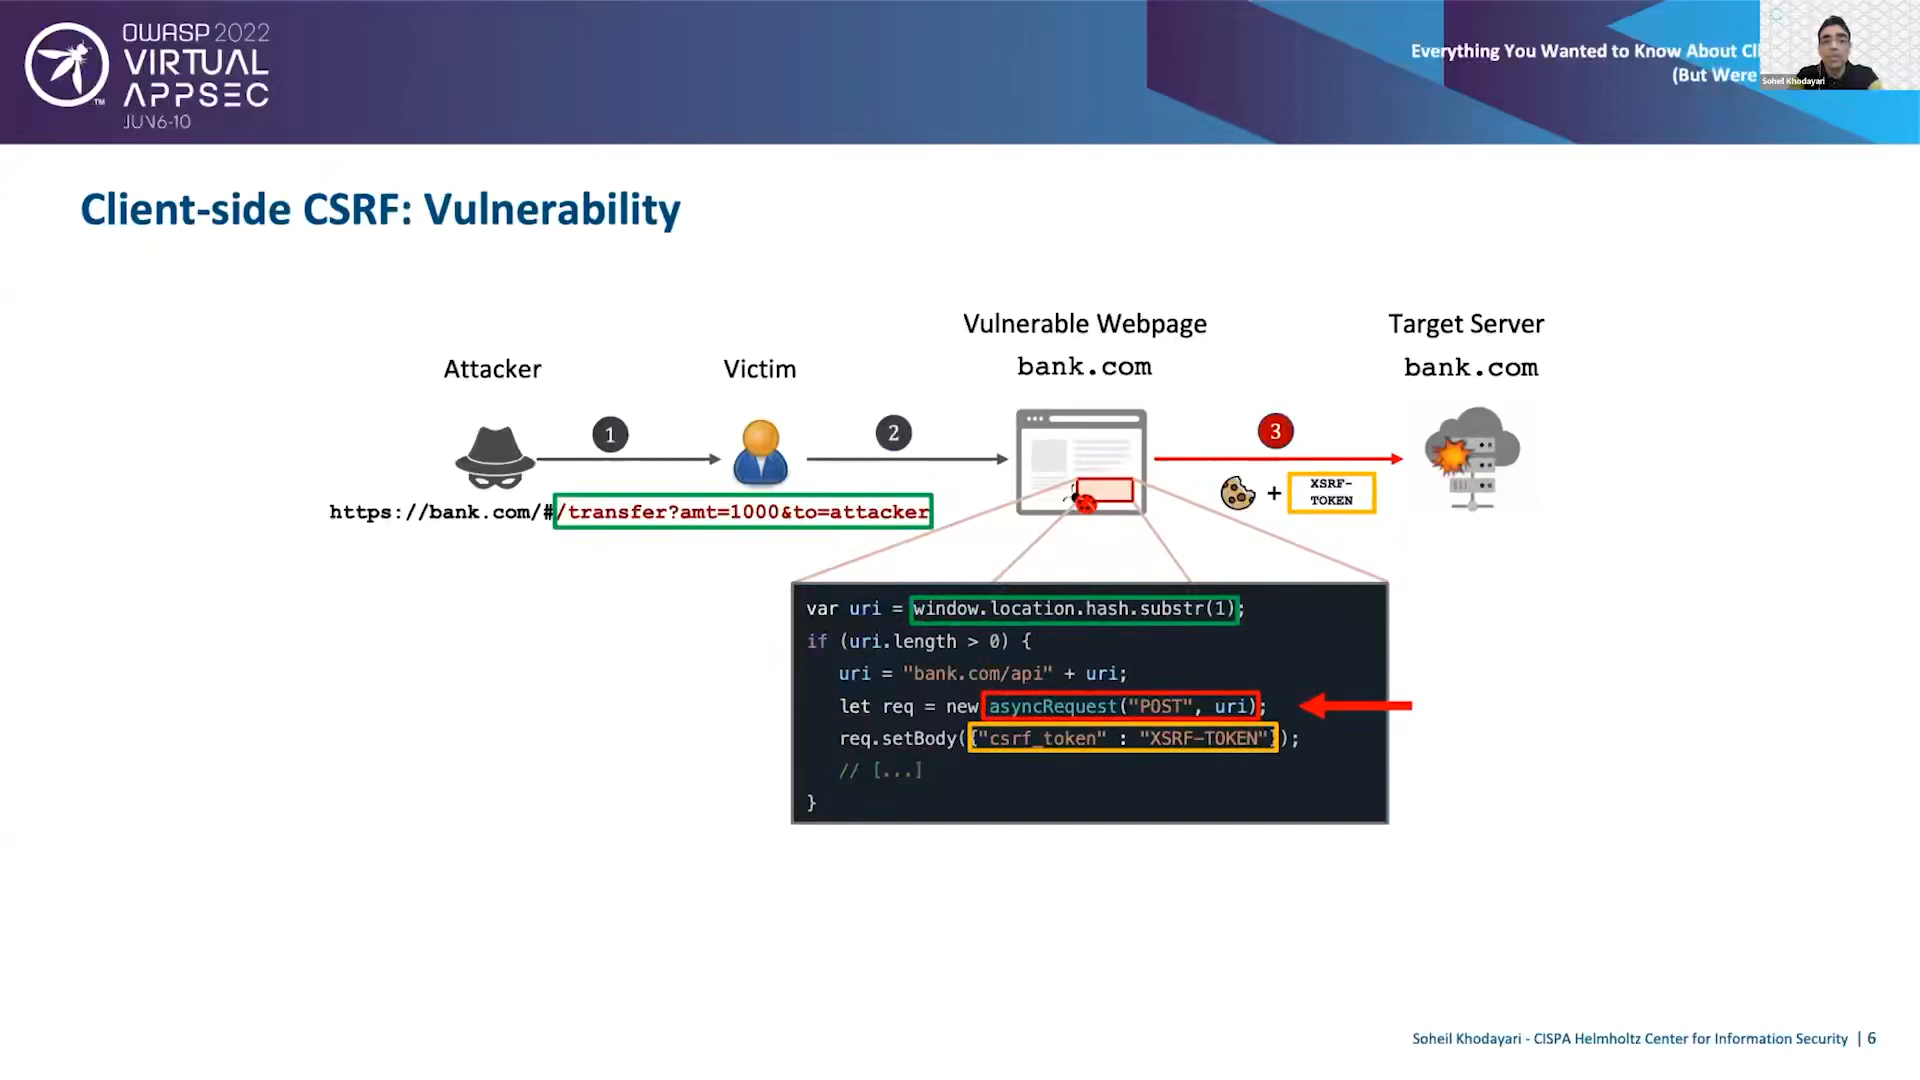 OWASP 2022
VIRTUAL
APPSEC
JUN 6-10
Everything You Wanted to Know About
(But Were
Soheil Khodayari
Client-side CSRF: Vulnerability
Vulnerable Webpage
Target Server
bank.com
bank.com
Attacker
Victim
1
2
3
XSRF-
TOKEN
+
https://bank.com/#/transfer?amt=1000&to=attacker
var uri = window.location.hash.substr(1);
if (uri.length > 0) {
uri = "bank.com/api" + uri;
let req = new asyncRequest("POST", uri);
req.setBody({"csrf_token" : "XSRF-TOKEN"});
// [...]
}
Soheil Khodayari - CISPA Helmholtz Center for Information Security | 6